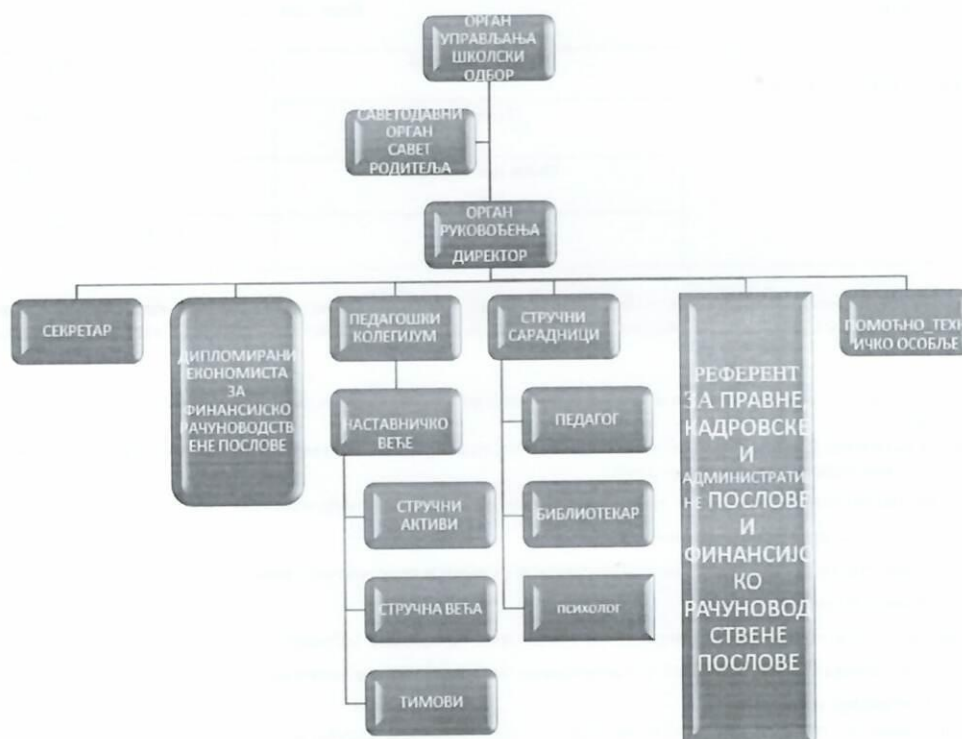 ОРГАН
УПРАВЉАЊА
ШКОЛСКИ
ОДБОР
САВЕТОДАВНИ
ОРГАН
САВЕТ
РОДИТЕЉА
ОРГАН
РУКОВОЂЕЊА
ДИРЕКТОР
СЕКРЕТАР
ДИПЛОМИРАНИ
ЕКОНОМИСТА
ЗА
ФИНАНСИЈСКО
РАЧУНОВОДСТВ
ЕНЕ ПОСЛОВЕ
ПЕДАГОШКИ
КОЛЕГИЈУМ
НАСТАВНИЧКО
ВЕЋЕ
СТРУЧНИ
АКТИВИ
СТРУЧНА ВЕЋА
ТИМОВИ
СТРУЧНИ
САРАДНИЦИ
ПЕДАГОГ
БИБЛИОТЕКАР
ПСИХОЛОГ
РЕФЕРЕНТ
ЗА ПРАВНЕ,
КАДРОВСКЕ
И
АДМИНИСТРАТИ
НЕ ПОСЛОВЕ
И
ФИНАНСИЈС
КО
РАЧУНОВОД
СТВЕНЕ
ПОСЛОВЕ
ПОМОЋНО_ТЕХН
ИЧКО ОСОБЉЕ